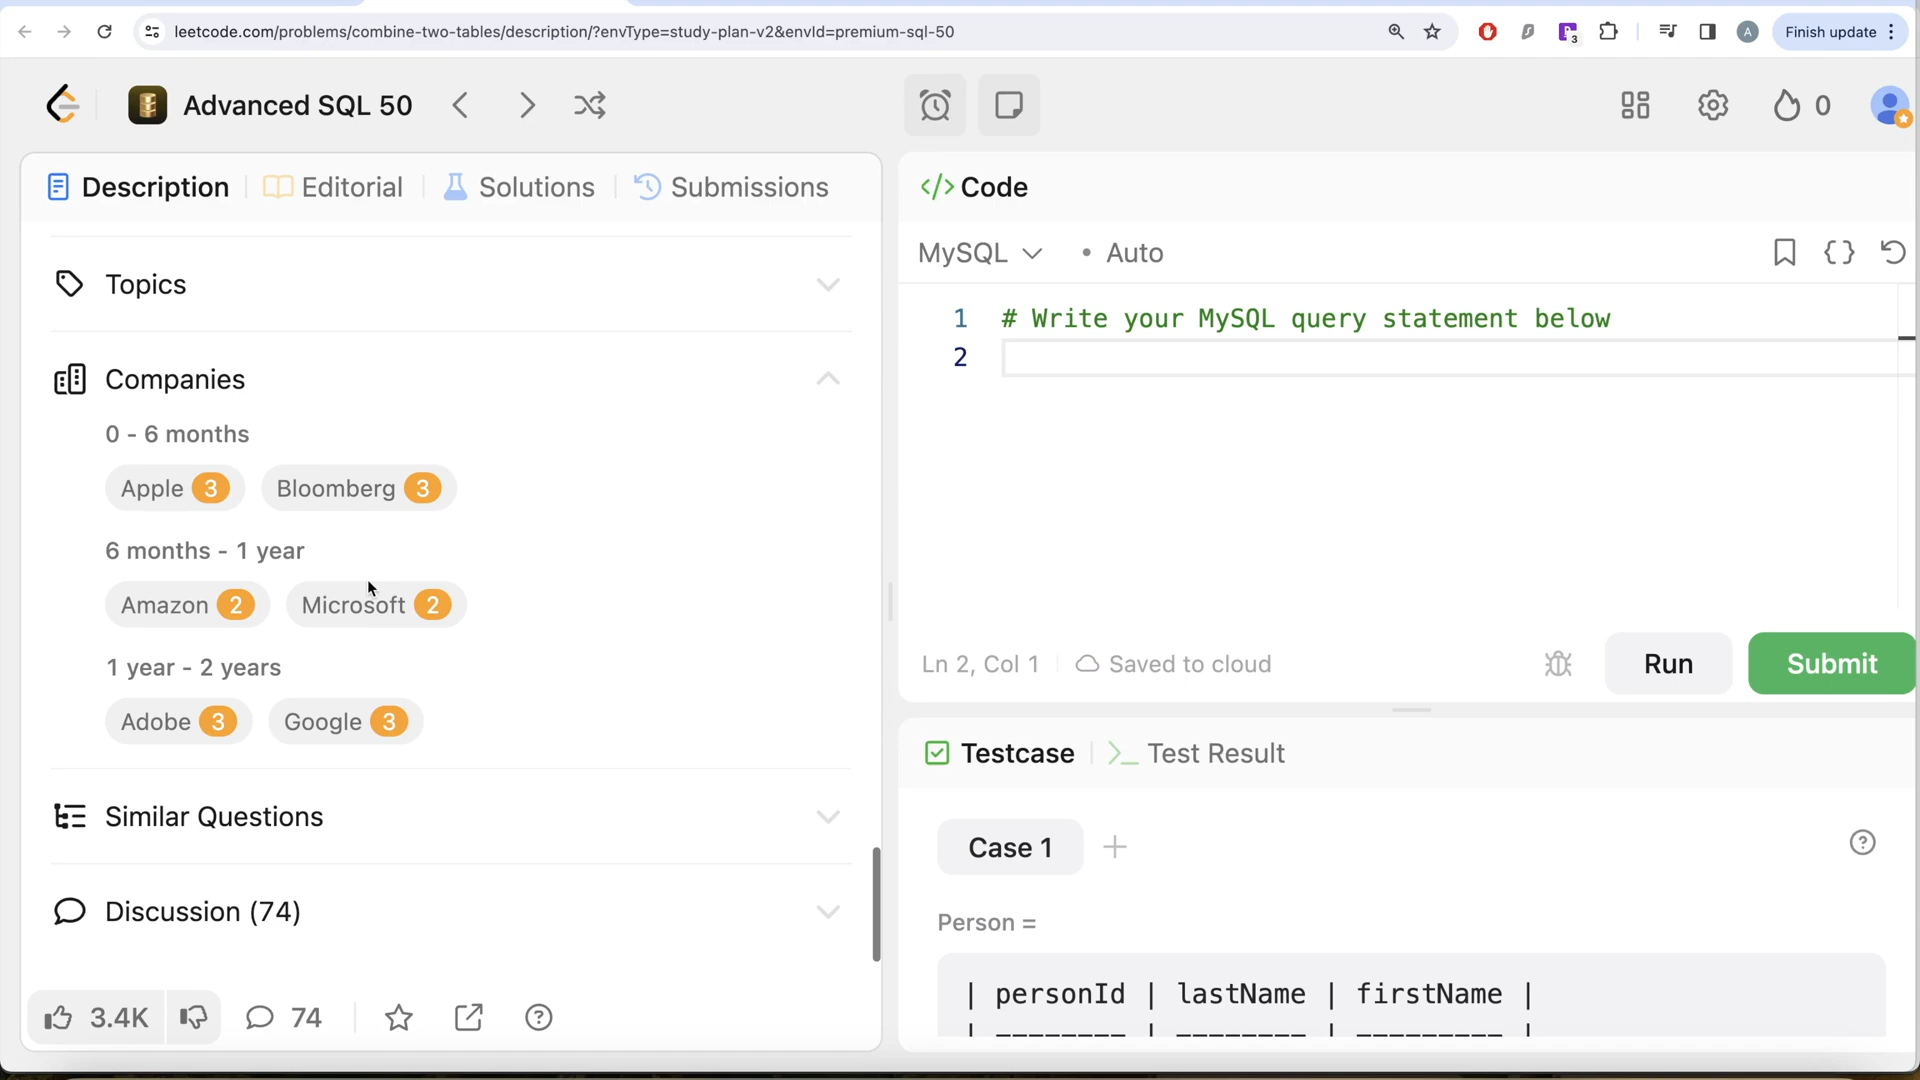 leetcode.com/problems/combine-two-tables/description/?envType=study-plan-v2&envId=premium-sql-50
3
A
Finish update
Advanced SQL 50
0
Description
Editorial
Solutions
Submissions
Topics
Companies
0 - 6 months
Apple 3
Bloomberg 3
6 months - 1 year
Amazon 2
Microsoft 2
1 year - 2 years
Adobe 3
Google 3
Similar Questions
Discussion (74)
3.4K
74
</> Code
MySQL
• Auto
{}
1 # Write your MySQL query statement below
2
Ln 2, Col 1
Saved to cloud
Run
Submit
Testcase
>_ Test Result
Case 1 +
Person =
| personId | lastName | firstName |
| -------- | -------- | --------- |